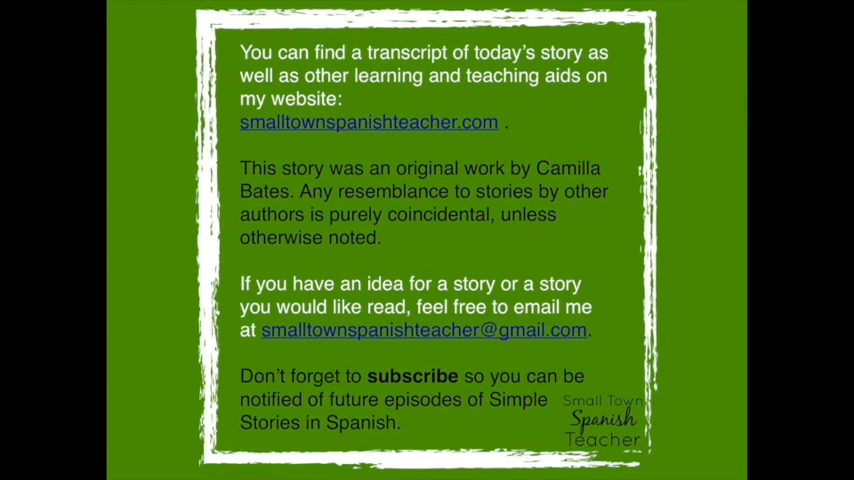 You can find a transcript of today's story as
well as other learning and teaching aids on
my website:
smalltownspanishteacher.com .
This story was an original work by Camilla
Bates. Any resemblance to stories by other
authors is purely coincidental, unless
otherwise noted.
If you have an idea for a story or a story
you would like read, feel free to email me
at smalltownspanishteacher@gmail.com.
Don't forget to subscribe so you can be
notified of future episodes of Simple
Stories in Spanish.
Small Town
Spanish
Teacher